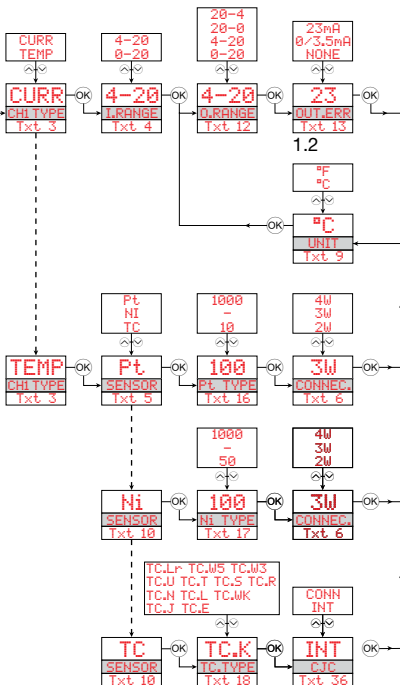 CURR
TEMP
4-20
0-20
20-4
20-0
4-20
0-20
23mA
0/3.5mA
NONE
CURR OK 4-20 OK 4-20 OK 23 OK
CH1TYPE I.RANGE O.RANGE OUT.ERR
Txt 3 Txt 4 Txt 12 Txt 13
1.2
°F
°C
OK °C
UNIT
Txt 9
Pt
NI
TC
1000
-
10
4W
3W
2W
TEMP OK Pt OK 100 OK 3W OK
CH1TYPE SENSOR Pt TYPE CONNEC.
Txt 3 Txt 5 Txt 16 Txt 6
1000
-
50
4W
3W
2W
Ni OK 100 OK 3W OK
SENSOR Ni TYPE CONNEC.
Txt 10 Txt 17 Txt 6
TC.Lr TC.W5 TC.W3
TC.U TC.T TC.S TC.R
TC.N TC.L TC.WK
TC.J TC.E
CONN
INT
TC OK TC.K OK INT OK
SENSOR TC.TYPE CJC
Txt 10 Txt 18 Txt 36